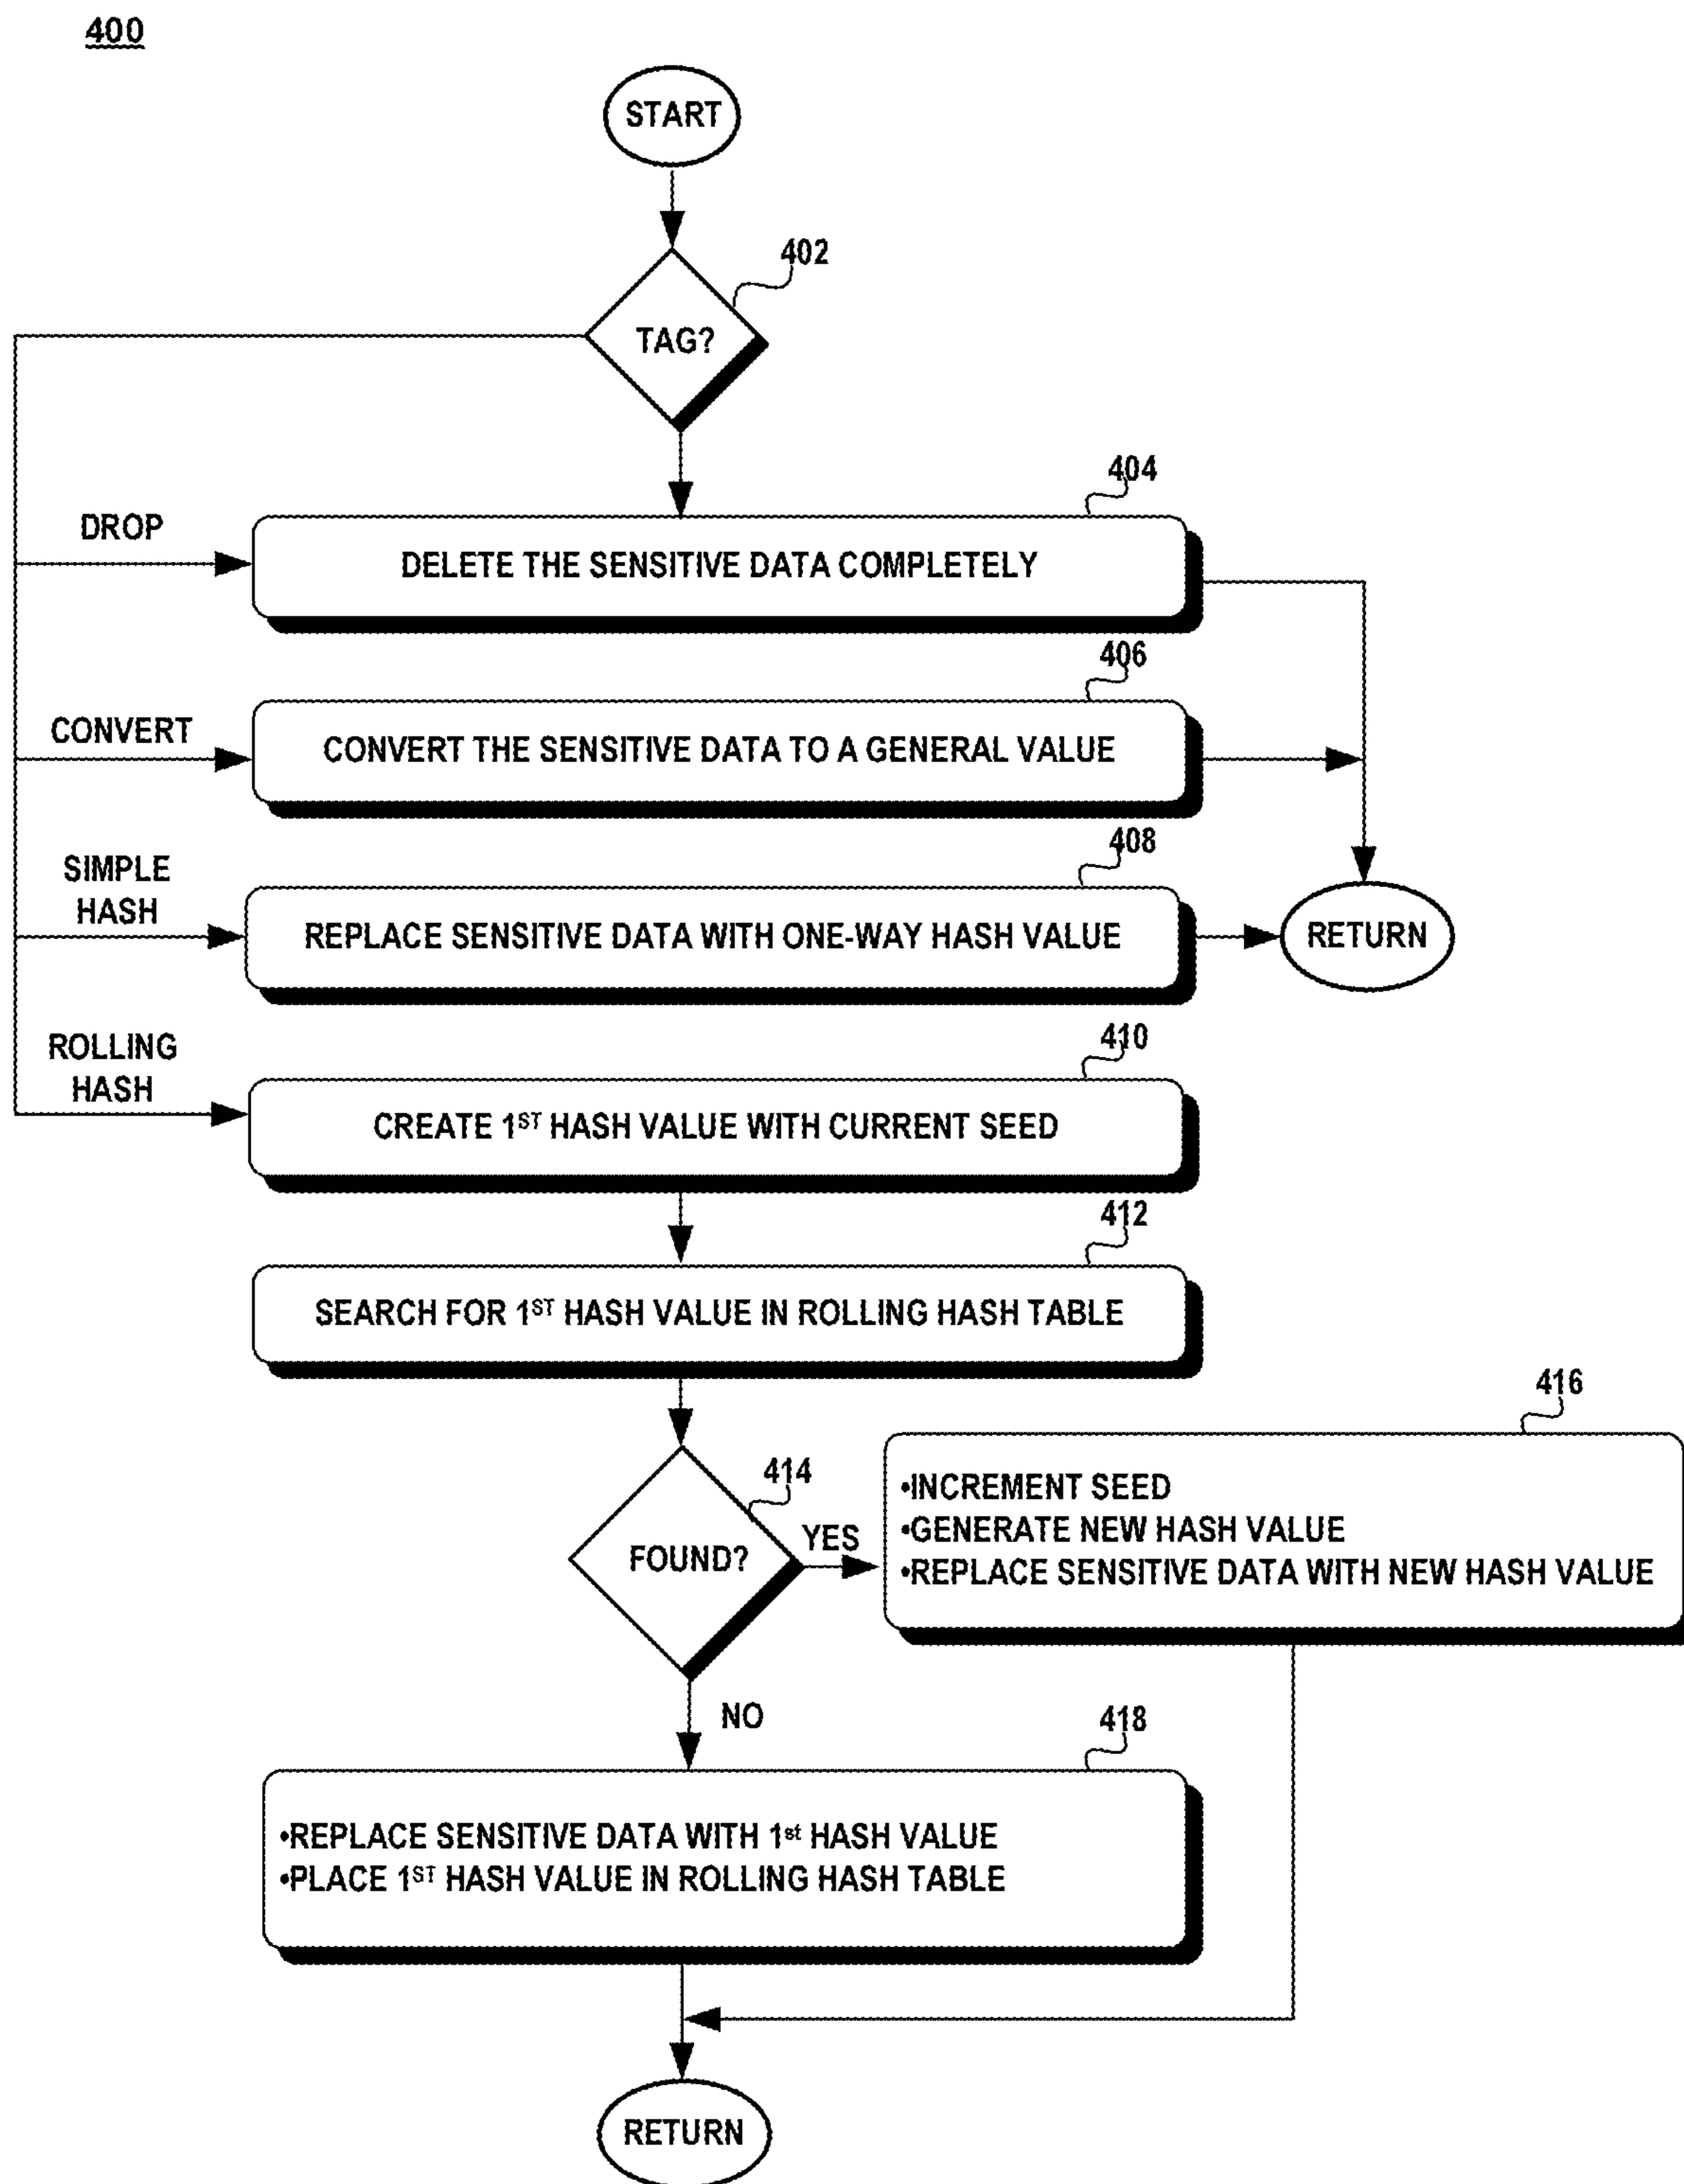 400
START
402
TAG?
404
DROP
DELETE THE SENSITIVE DATA COMPLETELY
406
CONVERT
CONVERT THE SENSITIVE DATA TO A GENERAL VALUE
408
SIMPLE
HASH
REPLACE SENSITIVE DATA WITH ONE-WAY HASH VALUE
RETURN
410
ROLLING
HASH
CREATE 1ST HASH VALUE WITH CURRENT SEED
412
SEARCH FOR 1ST HASH VALUE IN ROLLING HASH TABLE
414
FOUND?
YES
416
•INCREMENT SEED
•GENERATE NEW HASH VALUE
•REPLACE SENSITIVE DATA WITH NEW HASH VALUE
NO
418
•REPLACE SENSITIVE DATA WITH 1st HASH VALUE
•PLACE 1ST HASH VALUE IN ROLLING HASH TABLE
RETURN